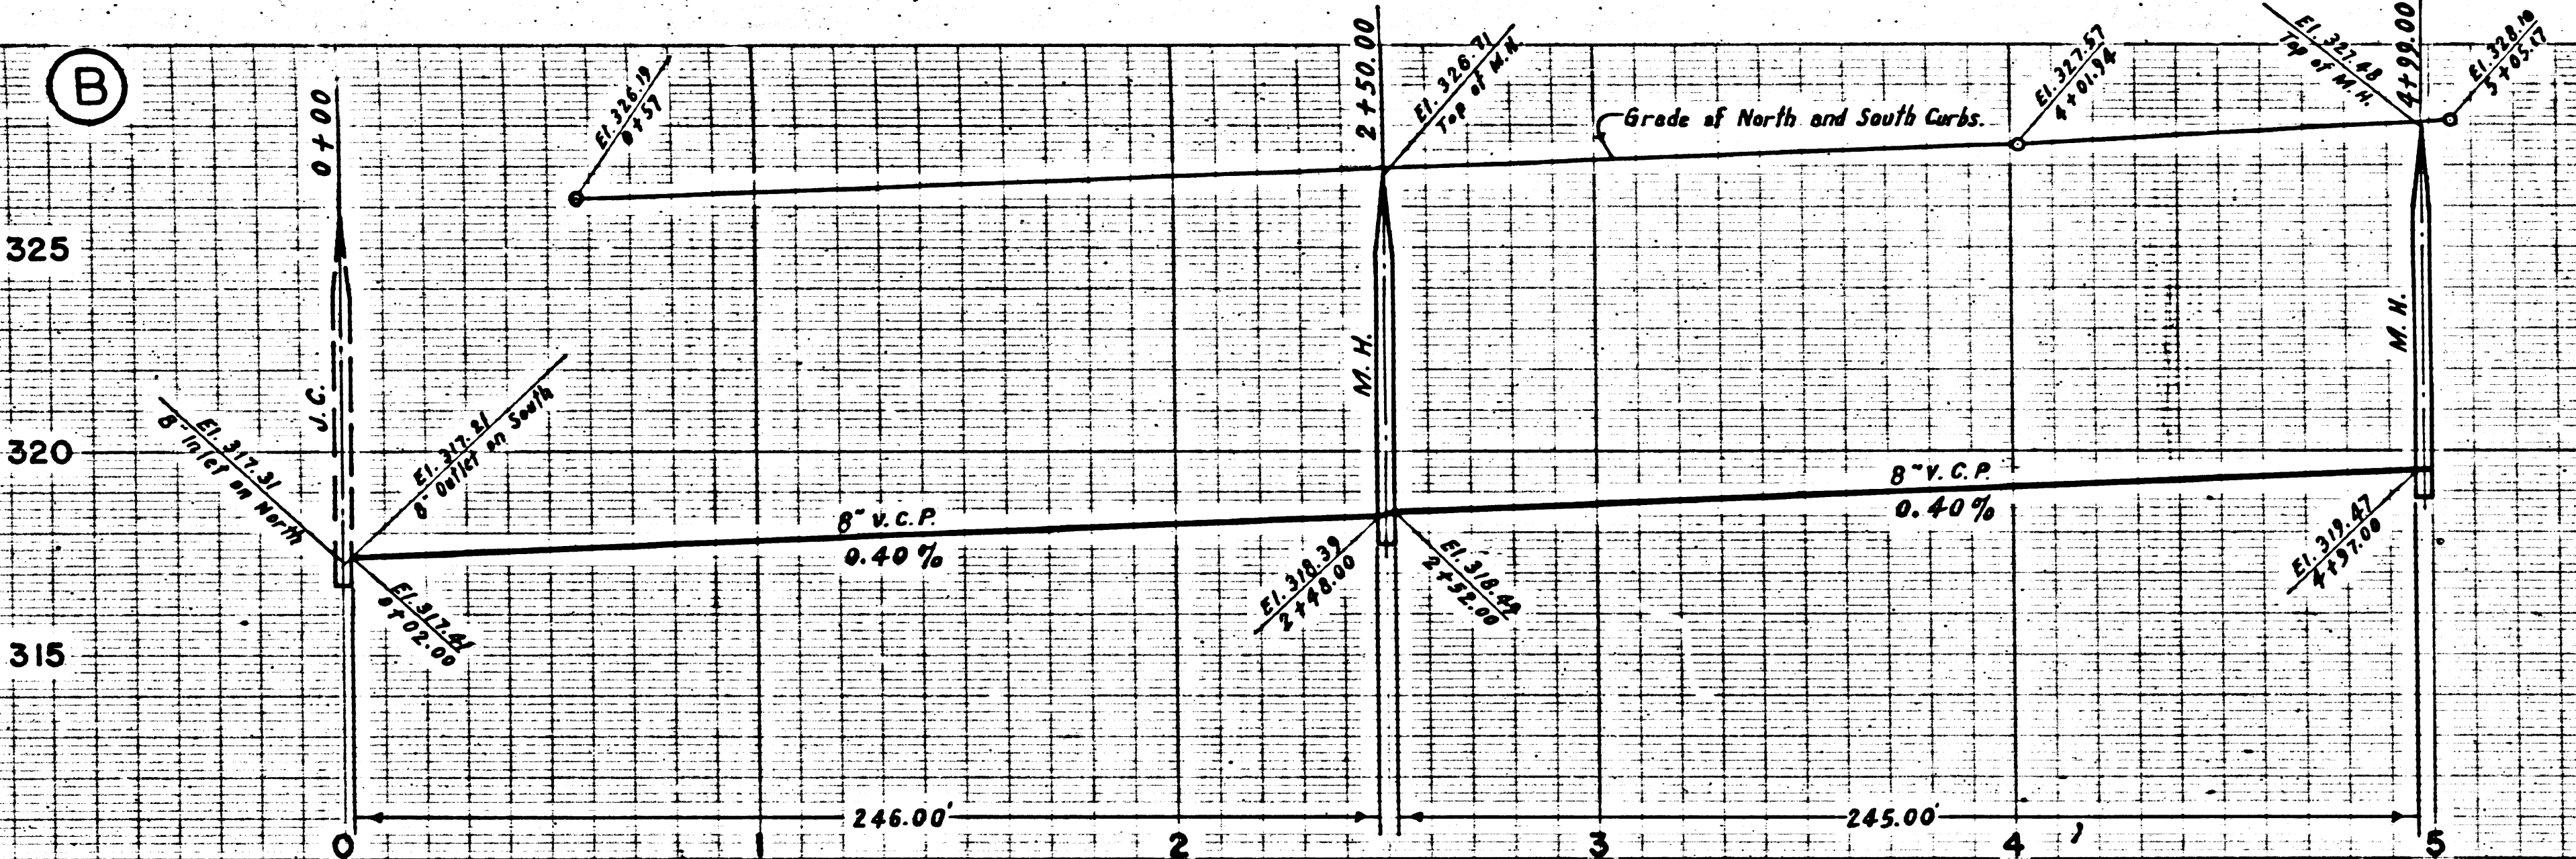 B
0+00
El. 326.19
0+57
2+50.00
El. 326.71
Top of M.H.
Grade of North and South Curbs.
El. 327.57
4+01.94
El. 327.48
Top of M.H.
4+99.00
El. 328.10
5+05.17
325
320
315
J.C.
M.H.
M.H.
El. 317.31
8" Inlet on North
El. 317.21
8" Outlet on South
El. 317.41
0+02.00
8" V.C.P.
0.40%
El. 318.39
2+48.00
El. 318.49
2+52.00
8" V.C.P.
0.40%
El. 319.47
4+97.00
246.00'
245.00'
0
1
2
3
4
5